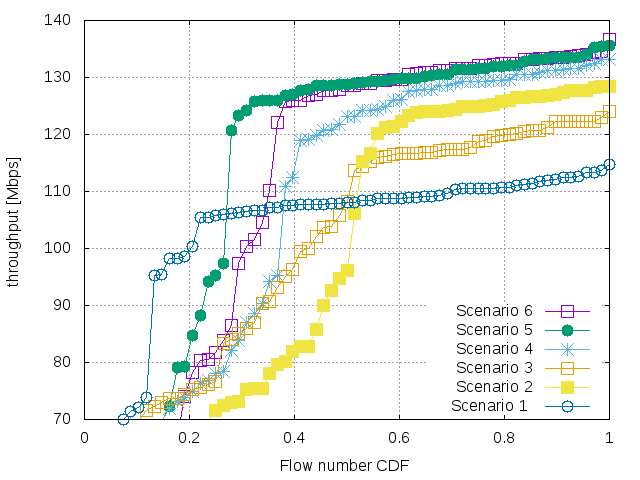 140
130
120
110
100
90
80
70
throughput [Mbps]
0
0.2
0.4
0.6
0.8
1
Flow number CDF
Scenario 6
Scenario 5
Scenario 4
Scenario 3
Scenario 2
Scenario 1